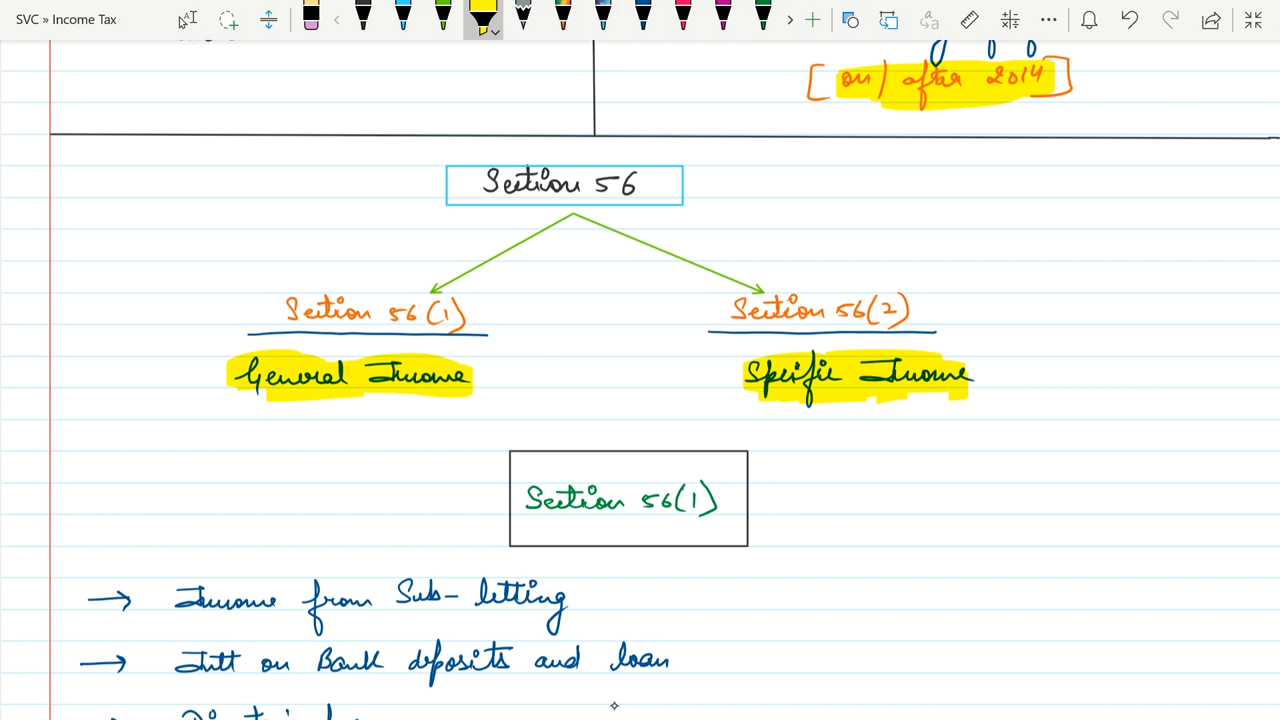 SVC » Income Tax
[on/after 2014]
Section 56
Section 56(1) Section 56(2)
General Income Specific Income
Section 56(1)
→ Income from Sub-letting
→ Intt on Bank deposits and loan